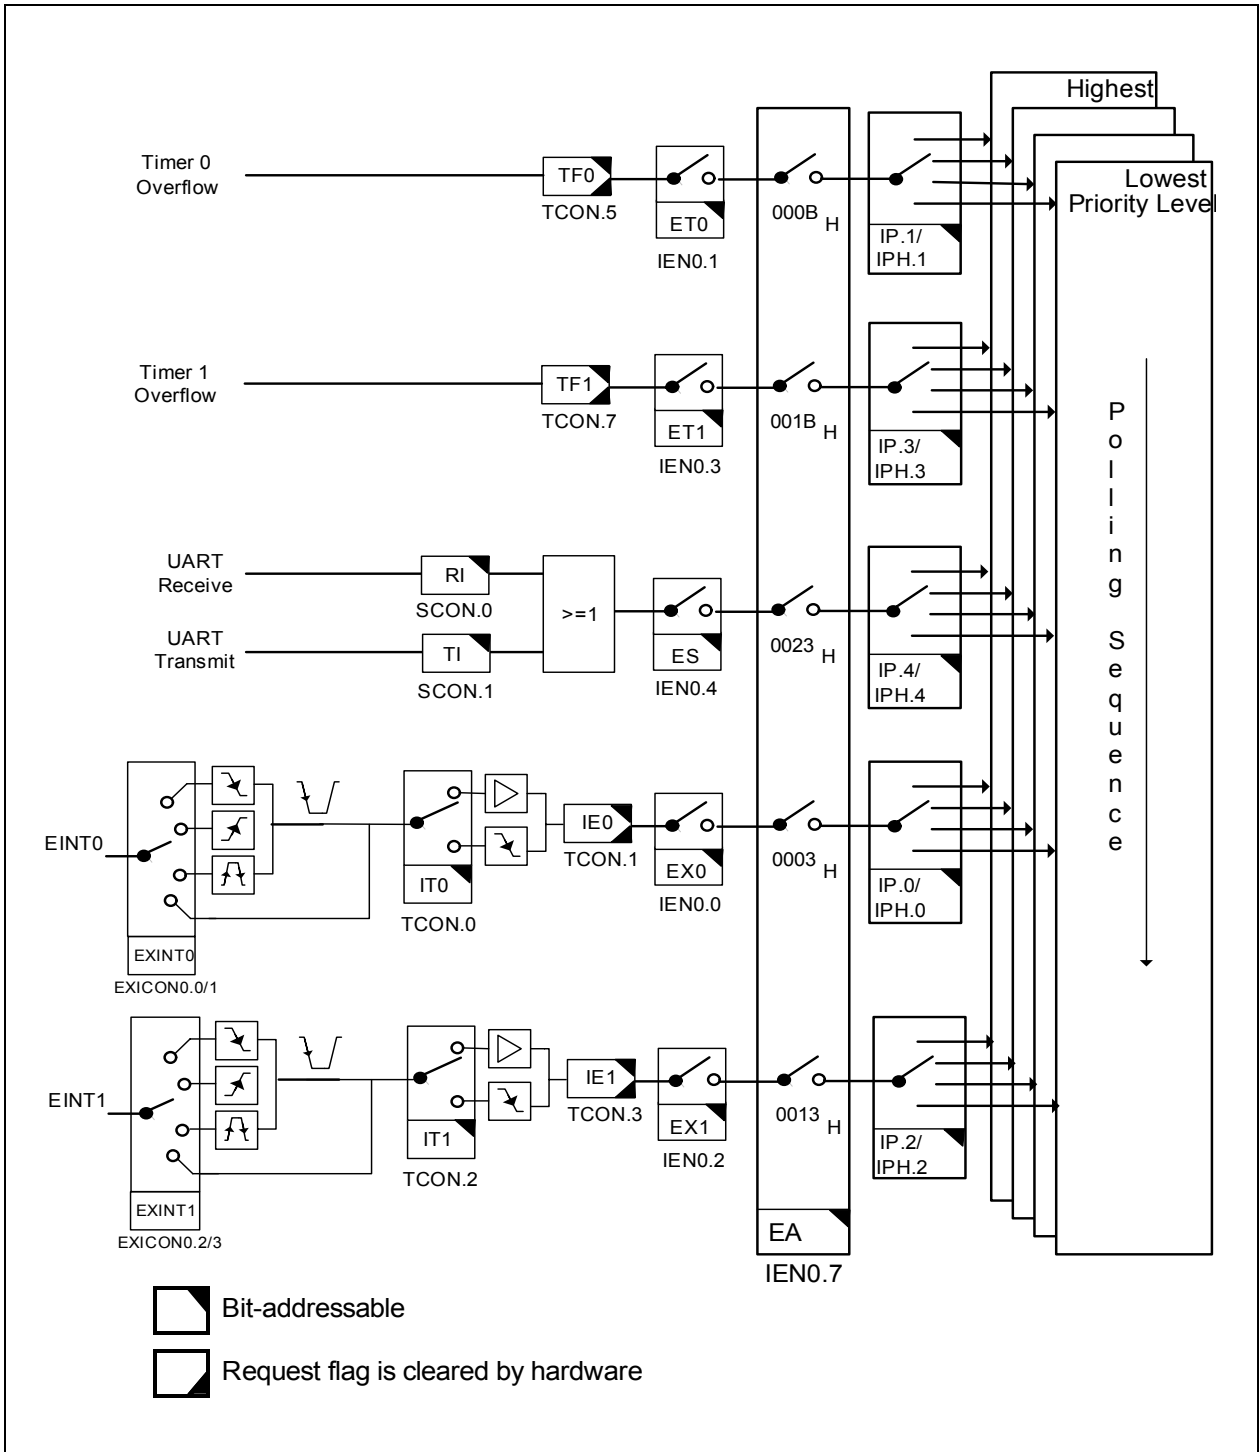 Highest
Lowest
Priority Level
Timer 0
Overflow
TF0
TCON.5
ET0
IEN0.1
000B H
IP.1/
IPH.1
Timer 1
Overflow
TF1
TCON.7
ET1
IEN0.3
001B H
IP.3/
IPH.3
Polling Sequence
UART
Receive
RI
SCON.0
UART
Transmit
TI
SCON.1
>=1
ES
IEN0.4
0023 H
IP.4/
IPH.4
EINT0
EXINT0
EXICON0.0/1
IT0
TCON.0
IE0
TCON.1
EX0
IEN0.0
0003 H
IP.0/
IPH.0
EINT1
EXINT1
EXICON0.2/3
IT1
TCON.2
IE1
TCON.3
EX1
IEN0.2
0013 H
IP.2/
IPH.2
EA
IEN0.7
Bit-addressable
Request flag is cleared by hardware